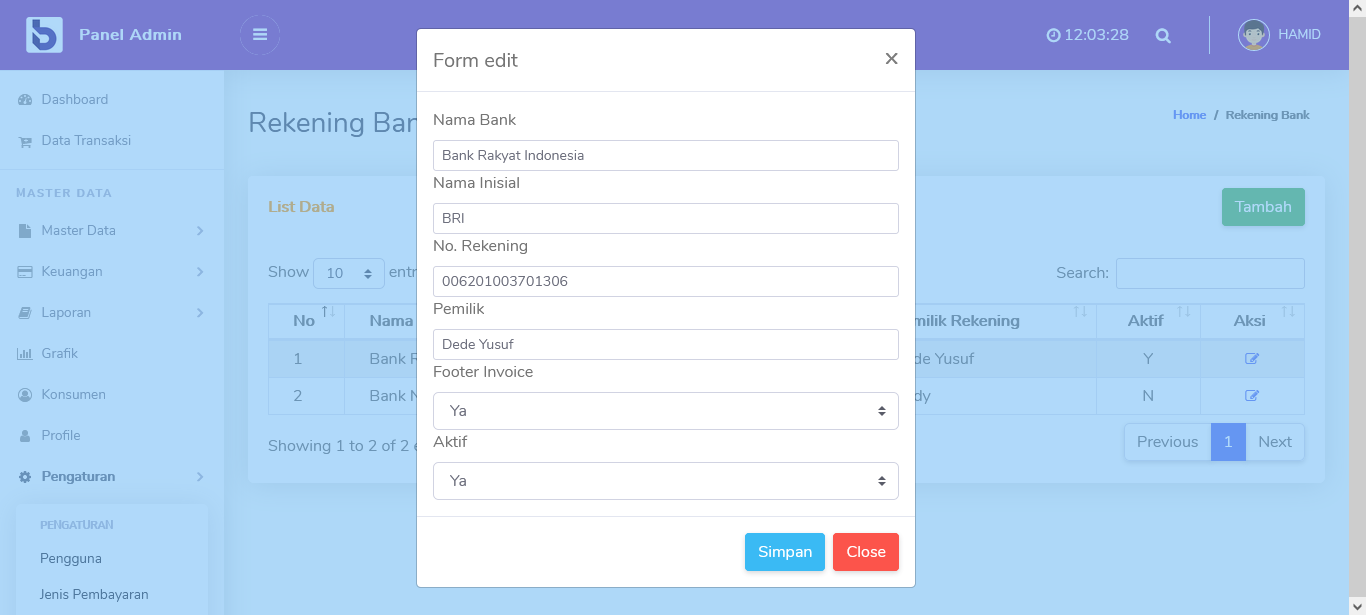 Panel Admin
12:03:28
HAMID
Dashboard
Data Transaksi
MASTER DATA
Master Data
Keuangan
Laporan
Grafik
Konsumen
Profile
Pengaturan
PENGATURAN
Pengguna
Jenis Pembayaran
Rekening Ban
Home / Rekening Bank
List Data
Tambah
Show 10 entr
Search:
No Nama milik Rekening Aktif Aksi
1 Bank R de Yusuf Y
2 Bank N dy N
Showing 1 to 2 of 2 e
Previous 1 Next
Form edit
×
Nama Bank
Bank Rakyat Indonesia
Nama Inisial
BRI
No. Rekening
006201003701306
Pemilik
Dede Yusuf
Footer Invoice
Ya
Aktif
Ya
Simpan Close